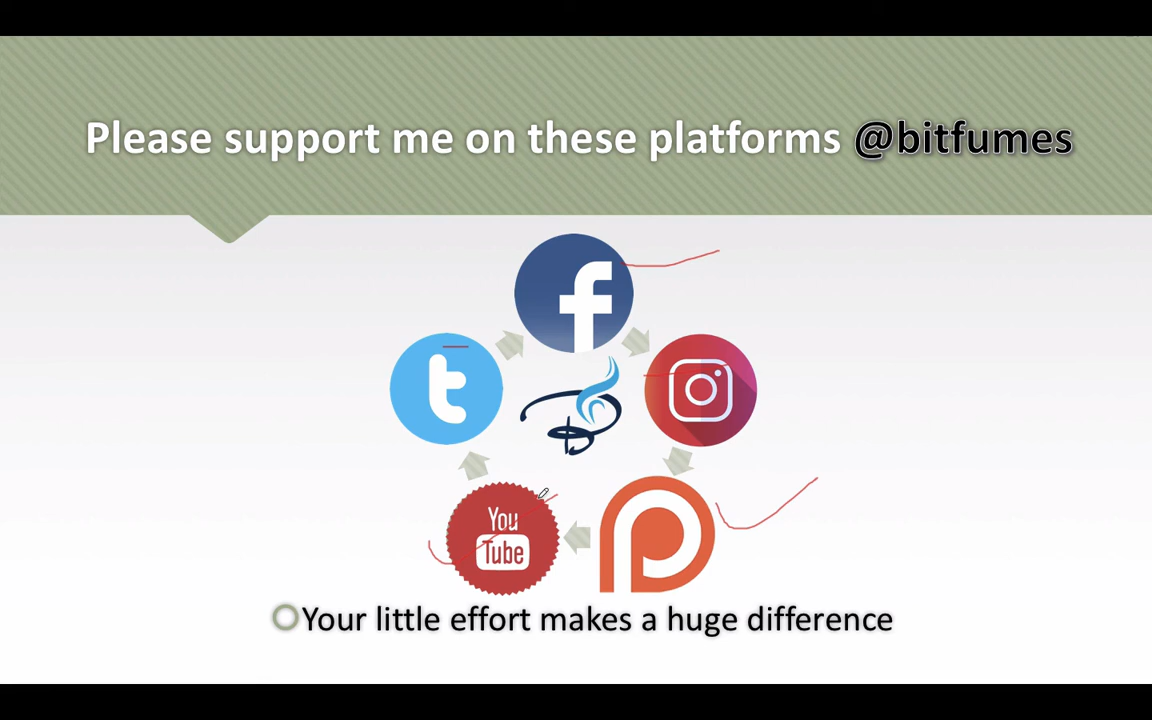 Please support me on these platforms @bitfumes
You
Tube
Your little effort makes a huge difference